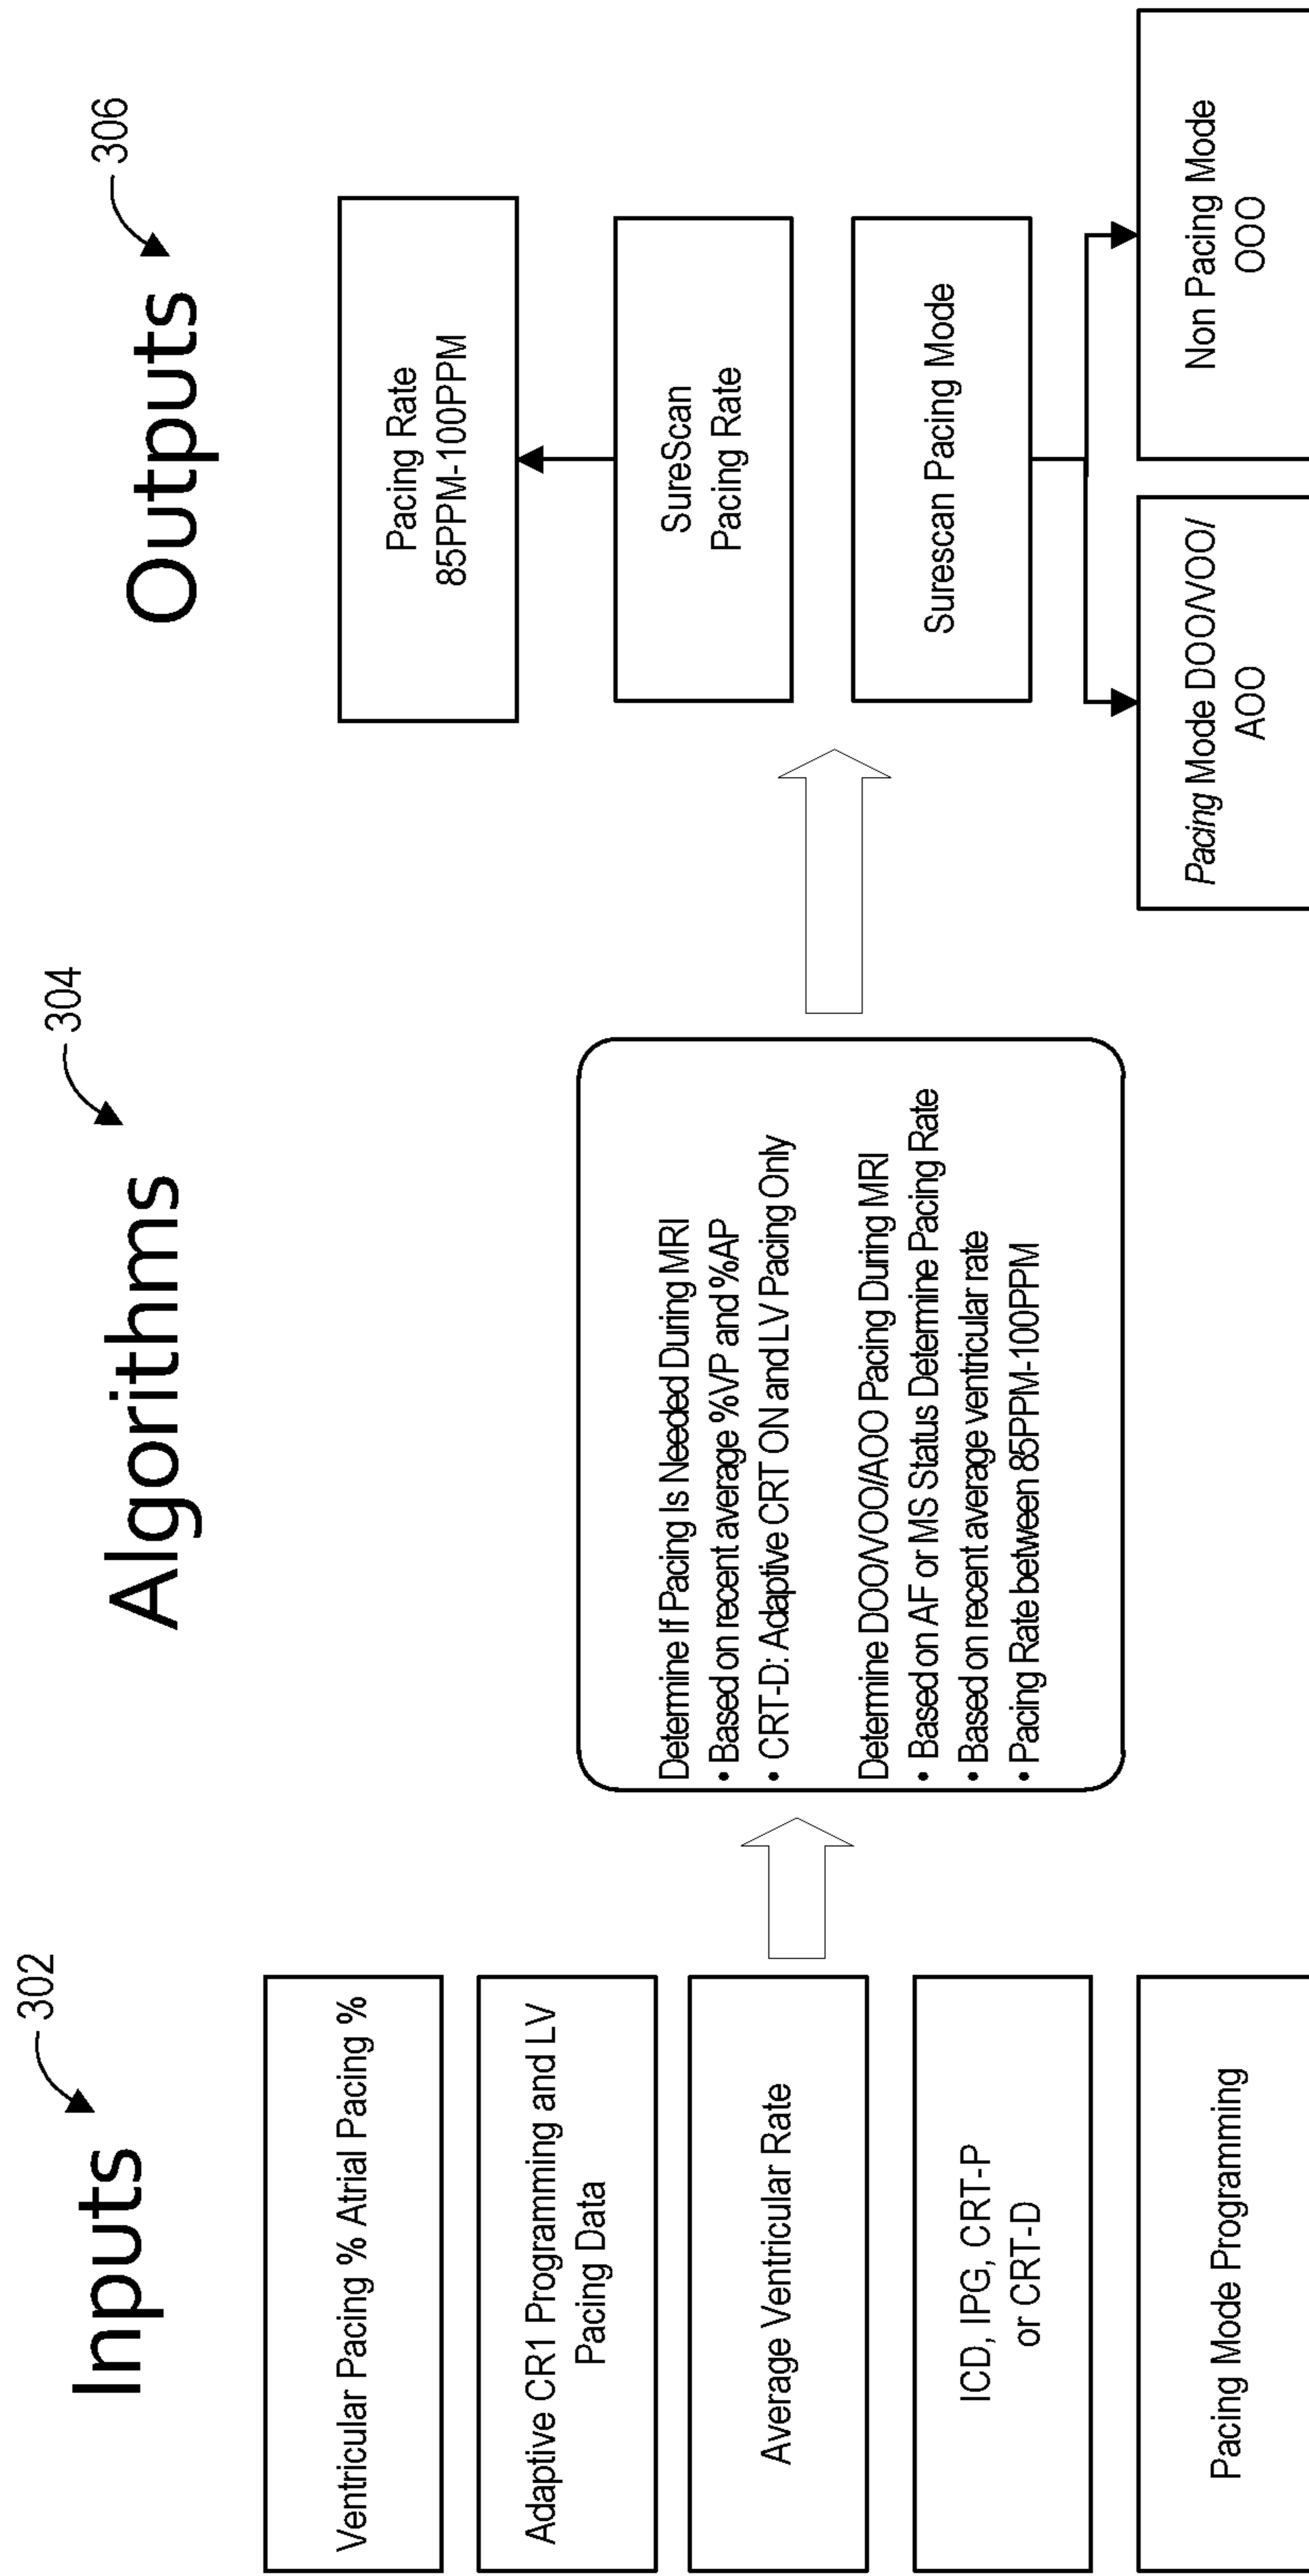 Inputs
302
Ventricular Pacing % Atrial Pacing %
Adaptive CR1 Programming and LV
Pacing Data
Average Ventricular Rate
ICD, IPG, CRT-P
or CRT-D
Pacing Mode Programming
Algorithms
304
Determine If Pacing Is Needed During MRI
• Based on recent average %VP and %AP
• CRT-D: Adaptive CRT ON and LV Pacing Only
Determine DOO/VOO/AOO Pacing During MRI
• Based on AF or MS Status Determine Pacing Rate
• Based on recent average ventricular rate
• Pacing Rate between 85PPM-100PPM
Outputs
306
Pacing Rate
85PPM-100PPM
SureScan
Pacing Rate
Surescan Pacing Mode
Pacing Mode DOO/VOO/
AOO
Non Pacing Mode
OOO